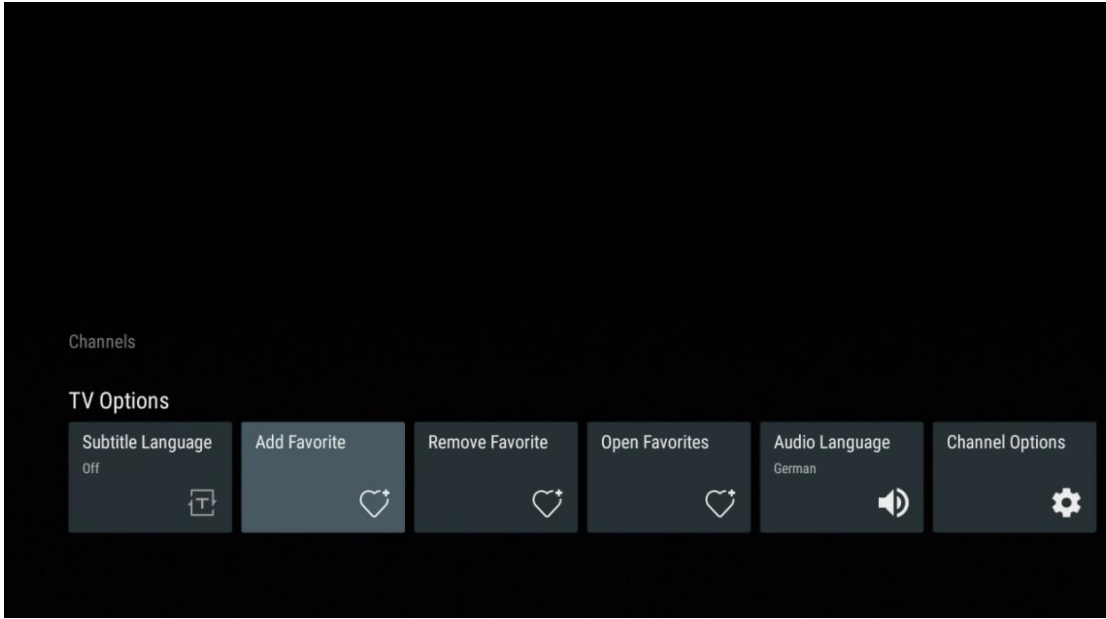 Channels
TV Options
Subtitle Language
Off
Add Favorite
Remove Favorite
Open Favorites
Audio Language
German
Channel Options